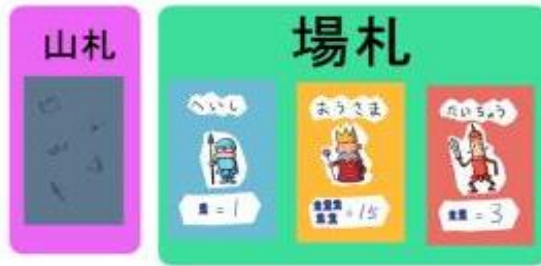 山札
場札
へいし
=1
おうさま
=15
たいちょう
=3